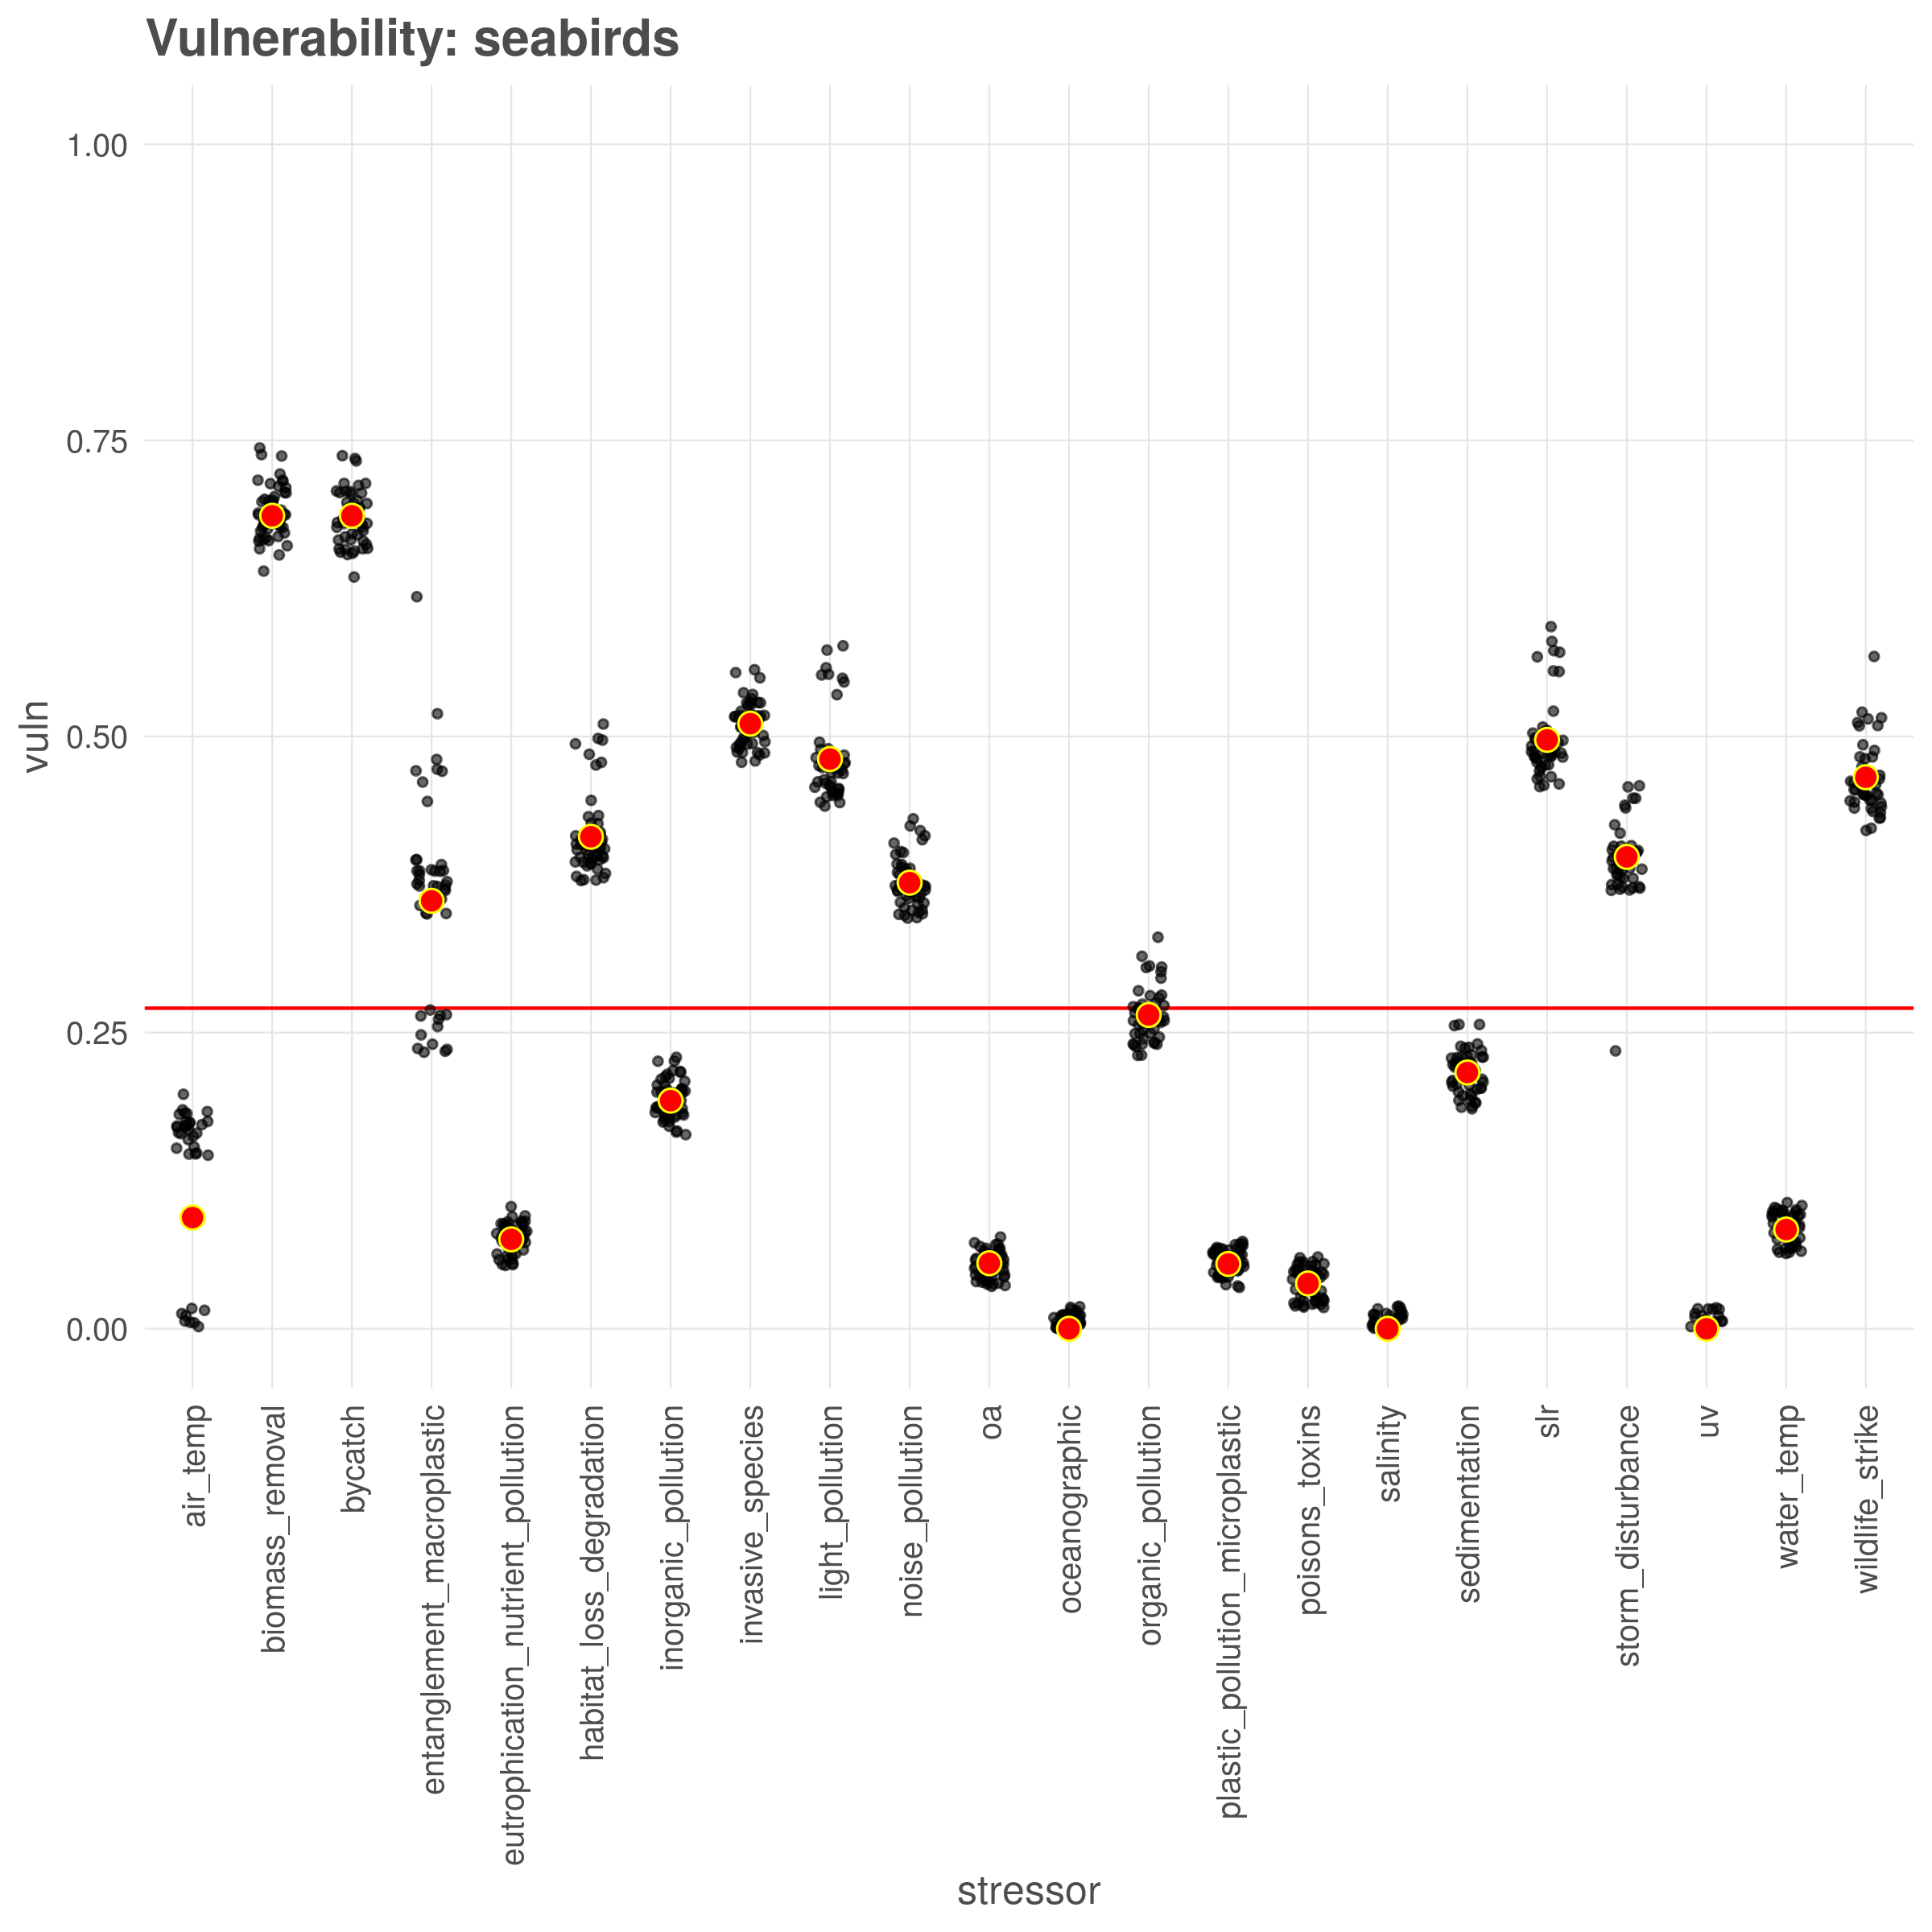 Vulnerability: seabirds
1.00
0.75
0.50
0.25
0.00
vuln
air_temp
biomass_removal
bycatch
entanglement_macroplastic
eutrophication_nutrient_pollution
habitat_loss_degradation
inorganic_pollution
invasive_species
light_pollution
noise_pollution
oa
oceanographic
organic_pollution
plastic_pollution_microplastic
poisons_toxins
salinity
sedimentation
slr
storm_disturbance
uv
water_temp
wildlife_strike
stressor